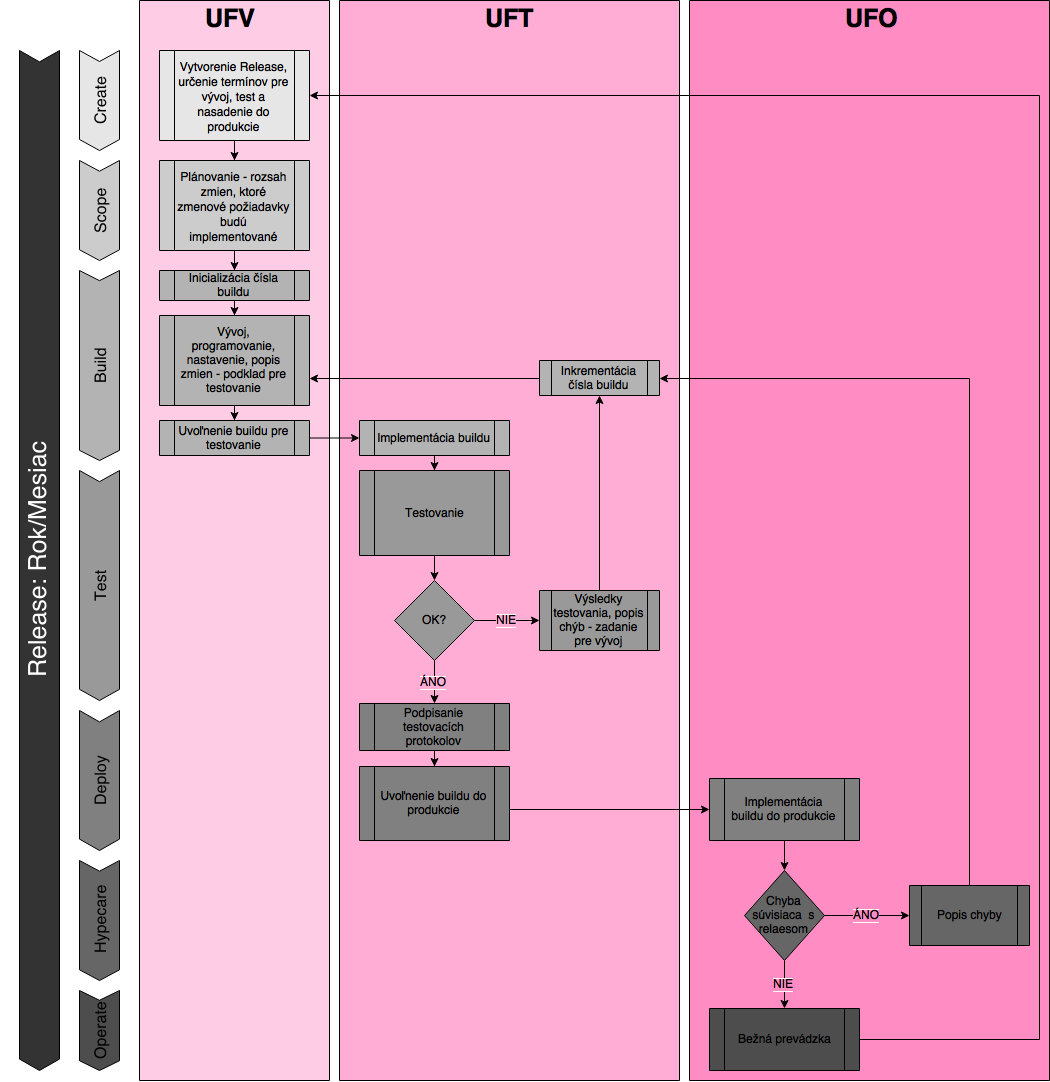 UFV
UFT
UFO
Release: Rok/Mesiac
Create
Vytvorenie Release,
určenie termínov pre
vývoj, test a
nasadenie do
produkcie
Scope
Plánovanie - rozsah
zmien, ktoré
zmenové požiadavky
budú
implementované
Build
Inicializácia čísla
buildu
Vývoj,
programovanie,
nastavenie, popis
zmien - podklad pre
testovanie
Inkrementácia
čísla buildu
Uvoľnenie buildu pre
testovanie
Implementácia buildu
Test
Testovanie
OK?
NIE
Výsledky
testovania, popis
chýb - zadanie
pre vývoj
ÁNO
Deploy
Podpisanie
testovacích
protokolov
Uvoľnenie buildu do
produkcie
Implementácia
buildu do produkcie
Hypecare
Chyba
súvisiaca s
relaesom
ÁNO
Popis chyby
NIE
Operate
Bežná prevádzka